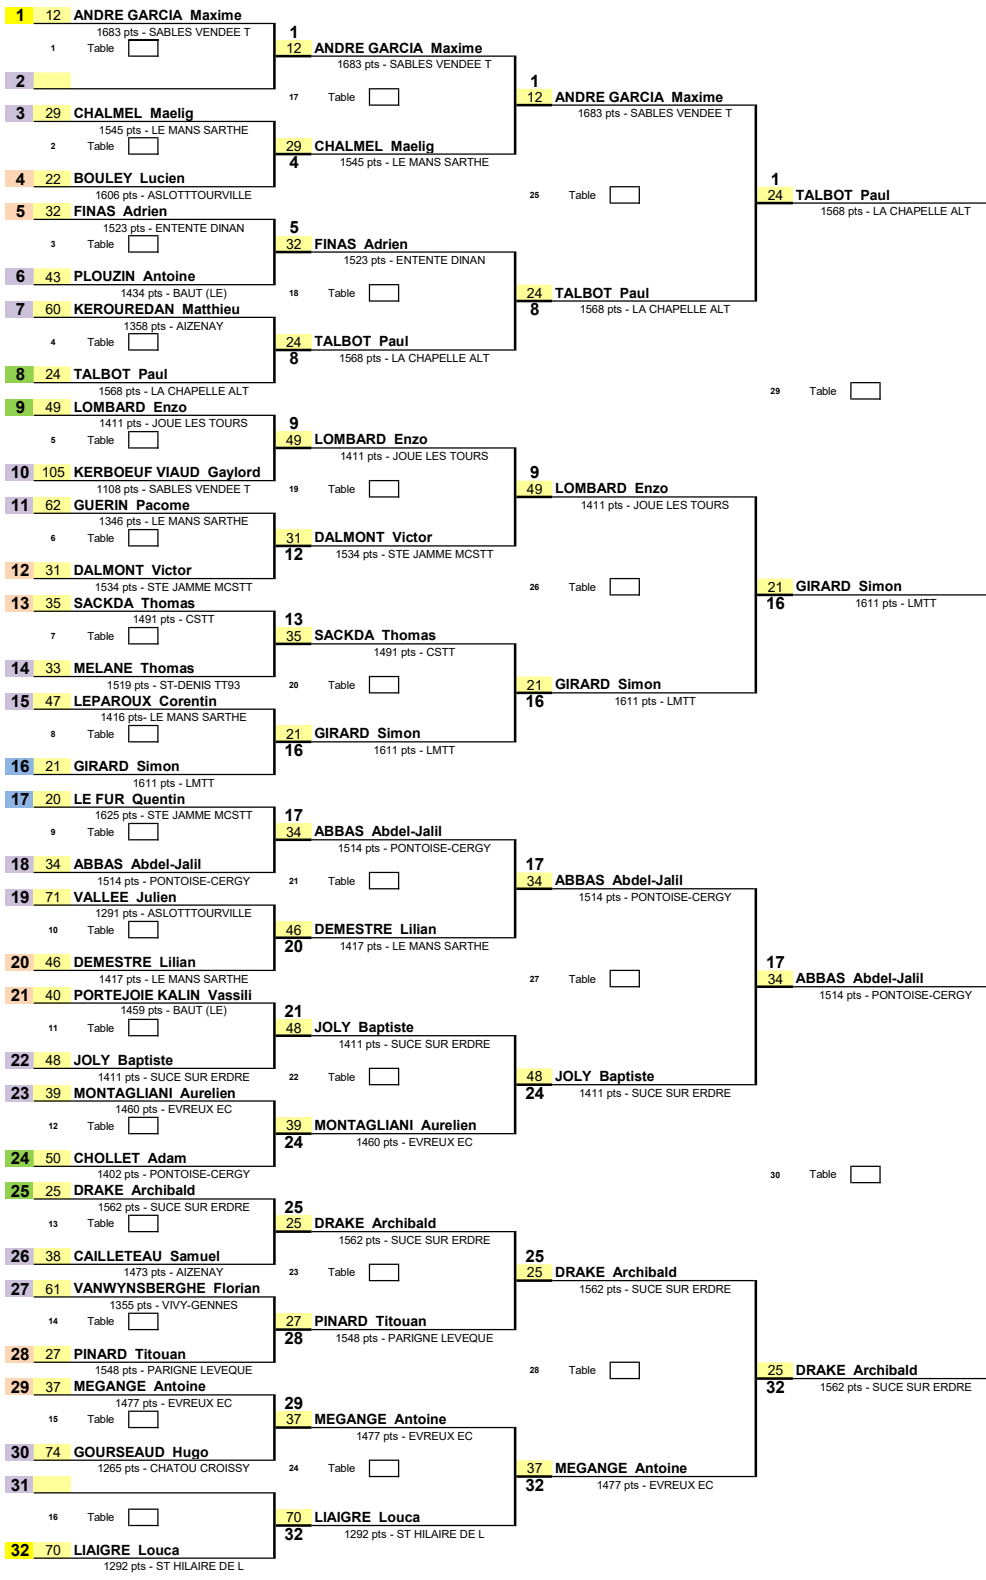 1 12 ANDRE GARCIA Maxime
1683 pts - SABLES VENDEE T
1 Table
2
3 29 CHALMEL Maelig
1545 pts - LE MANS SARTHE
2 Table
4 22 BOULEY Lucien
1606 pts - ASLOTTTOURVILLE
5 32 FINAS Adrien
1523 pts - ENTENTE DINAN
3 Table
6 43 PLOUZIN Antoine
1434 pts - BAUT (LE)
7 60 KEROUREDAN Matthieu
1358 pts - AIZENAY
4 Table
8 24 TALBOT Paul
1568 pts - LA CHAPELLE ALT
9 49 LOMBARD Enzo
1411 pts - JOUE LES TOURS
5 Table
10 105 KERBOEUF VIAUD Gaylord
1108 pts - SABLES VENDEE T
11 62 GUERIN Pacome
1346 pts - LE MANS SARTHE
6 Table
12 31 DALMONT Victor
1534 pts - STE JAMME MCSTT
13 35 SACKDA Thomas
1491 pts - CSTT
7 Table
14 33 MELANE Thomas
1519 pts - ST-DENIS TT93
15 47 LEPAROUX Corentin
1416 pts- LE MANS SARTHE
8 Table
16 21 GIRARD Simon
1611 pts - LMTT
17 20 LE FUR Quentin
1625 pts - STE JAMME MCSTT
9 Table
18 34 ABBAS Abdel-Jalil
1514 pts - PONTOISE-CERGY
19 71 VALLEE Julien
1291 pts - ASLOTTTOURVILLE
10 Table
20 46 DEMESTRE Lilian
1417 pts - LE MANS SARTHE
21 40 PORTEJOIE KALIN Vassili
1459 pts - BAUT (LE)
11 Table
22 48 JOLY Baptiste
1411 pts - SUCE SUR ERDRE
23 39 MONTAGLIANI Aurelien
1460 pts - EVREUX EC
12 Table
24 50 CHOLLET Adam
1402 pts - PONTOISE-CERGY
25 25 DRAKE Archibald
1562 pts - SUCE SUR ERDRE
13 Table
26 38 CAILLETEAU Samuel
1473 pts - AIZENAY
27 61 VANWYNSBERGHE Florian
1355 pts - VIVY-GENNES
14 Table
28 27 PINARD Titouan
1548 pts - PARIGNE LEVEQUE
29 37 MEGANGE Antoine
1477 pts - EVREUX EC
15 Table
30 74 GOURSEAUD Hugo
1265 pts - CHATOU CROISSY
31
16 Table
32 70 LIAIGRE Louca
1292 pts - ST HILAIRE DE L
1
12 ANDRE GARCIA Maxime
1683 pts - SABLES VENDEE T
17 Table
29 CHALMEL Maelig
4 1545 pts - LE MANS SARTHE
5
32 FINAS Adrien
1523 pts - ENTENTE DINAN
18 Table
24 TALBOT Paul
8 1568 pts - LA CHAPELLE ALT
9
49 LOMBARD Enzo
1411 pts - JOUE LES TOURS
19 Table
31 DALMONT Victor
12 1534 pts - STE JAMME MCSTT
13
35 SACKDA Thomas
1491 pts - CSTT
20 Table
21 GIRARD Simon
16 1611 pts - LMTT
17
34 ABBAS Abdel-Jalil
1514 pts - PONTOISE-CERGY
21 Table
46 DEMESTRE Lilian
20 1417 pts - LE MANS SARTHE
21
48 JOLY Baptiste
1411 pts - SUCE SUR ERDRE
22 Table
39 MONTAGLIANI Aurelien
24 1460 pts - EVREUX EC
25
25 DRAKE Archibald
1562 pts - SUCE SUR ERDRE
23 Table
27 PINARD Titouan
28 1548 pts - PARIGNE LEVEQUE
29
37 MEGANGE Antoine
1477 pts - EVREUX EC
24 Table
70 LIAIGRE Louca
32 1292 pts - ST HILAIRE DE L
1
12 ANDRE GARCIA Maxime
1683 pts - SABLES VENDEE T
25 Table
24 TALBOT Paul
8 1568 pts - LA CHAPELLE ALT
9
49 LOMBARD Enzo
1411 pts - JOUE LES TOURS
26 Table
21 GIRARD Simon
16 1611 pts - LMTT
17
34 ABBAS Abdel-Jalil
1514 pts - PONTOISE-CERGY
27 Table
48 JOLY Baptiste
24 1411 pts - SUCE SUR ERDRE
25
25 DRAKE Archibald
1562 pts - SUCE SUR ERDRE
28 Table
37 MEGANGE Antoine
32 1477 pts - EVREUX EC
1
24 TALBOT Paul
1568 pts - LA CHAPELLE ALT
29 Table
21 GIRARD Simon
16 1611 pts - LMTT
17
34 ABBAS Abdel-Jalil
1514 pts - PONTOISE-CERGY
30 Table
25 DRAKE Archibald
32 1562 pts - SUCE SUR ERDRE